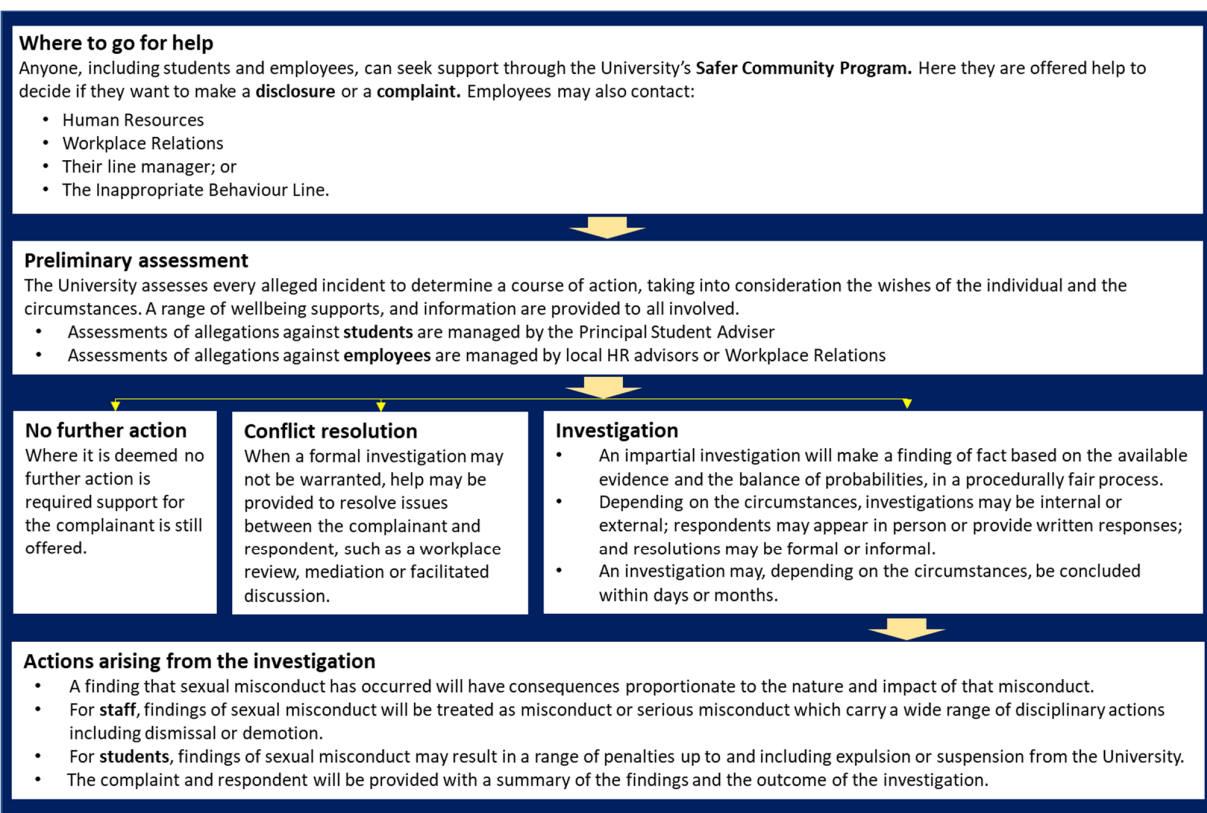 Where to go for help
Anyone, including students and employees, can seek support through the University's Safer Community Program. Here they are offered help to
decide if they want to make a disclosure or a complaint. Employees may also contact:
• Human Resources
• Workplace Relations
• Their line manager; or
• The Inappropriate Behaviour Line.
Preliminary assessment
The University assesses every alleged incident to determine a course of action, taking into consideration the wishes of the individual and the
circumstances. A range of wellbeing supports, and information are provided to all involved.
• Assessments of allegations against students are managed by the Principal Student Adviser
• Assessments of allegations against employees are managed by local HR advisors or Workplace Relations
No further action
Where it is deemed no
further action is
required support for
the complainant is still
offered.
Conflict resolution
When a formal investigation may
not be warranted, help may be
provided to resolve issues
between the complainant and
respondent, such as a workplace
review, mediation or facilitated
discussion.
Investigation
• An impartial investigation will make a finding of fact based on the available
evidence and the balance of probabilities, in a procedurally fair process.
• Depending on the circumstances, investigations may be internal or
external; respondents may appear in person or provide written responses;
and resolutions may be formal or informal.
• An investigation may, depending on the circumstances, be concluded
within days or months.
Actions arising from the investigation
• A finding that sexual misconduct has occurred will have consequences proportionate to the nature and impact of that misconduct.
• For staff, findings of sexual misconduct will be treated as misconduct or serious misconduct which carry a wide range of disciplinary actions
including dismissal or demotion.
• For students, findings of sexual misconduct may result in a range of penalties up to and including expulsion or suspension from the University.
• The complaint and respondent will be provided with a summary of the findings and the outcome of the investigation.